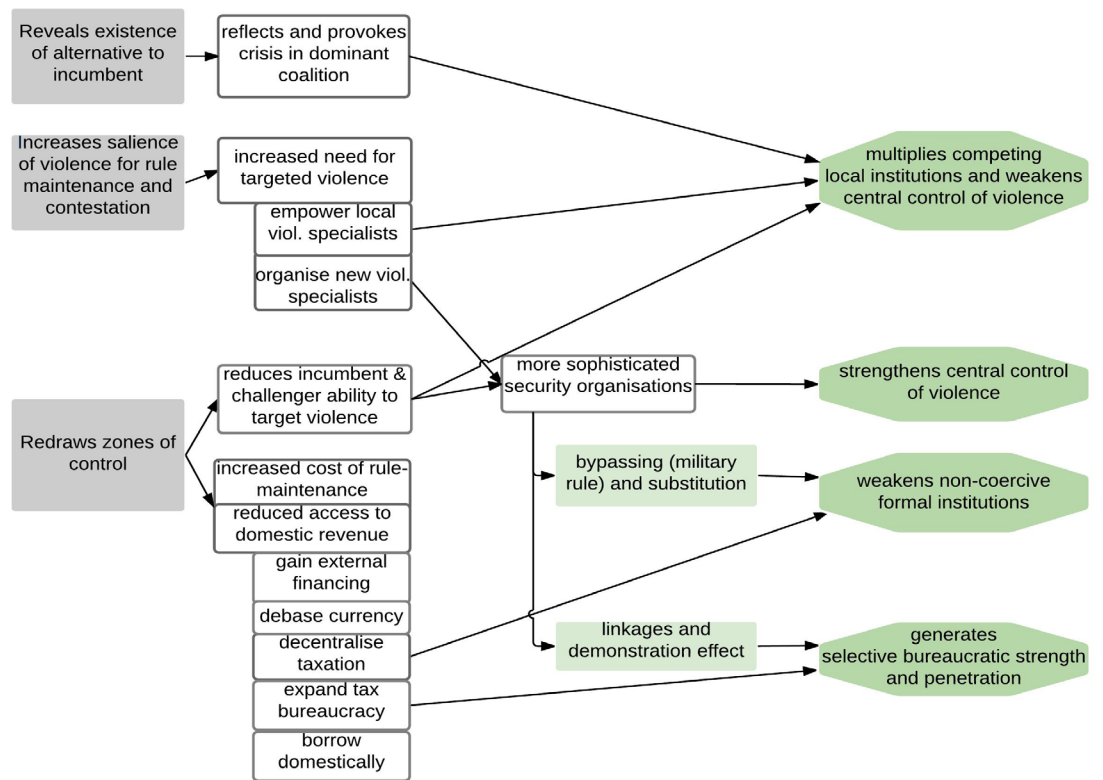 Reveals existence
of alternative to
incumbent
reflects and provokes
crisis in dominant
coalition
Increases salience
of violence for rule
maintenance and
contestation
increased need for
targeted violence
empower local
viol. specialists
organise new viol.
specialists
multiplies competing
local institutions and weakens
central control of violence
Redraws zones of
control
reduces incumbent &
challenger ability to
target violence
more sophisticated
security organisations
strengthens central control
of violence
increased cost of rule-
maintenance
reduced access to
domestic revenue
gain external
financing
debase currency
decentralise
taxation
expand tax
bureaucracy
borrow
domestically
bypassing (military
rule) and substitution
weakens non-coercive
formal institutions
linkages and
demonstration effect
generates
selective bureaucratic strength
and penetration